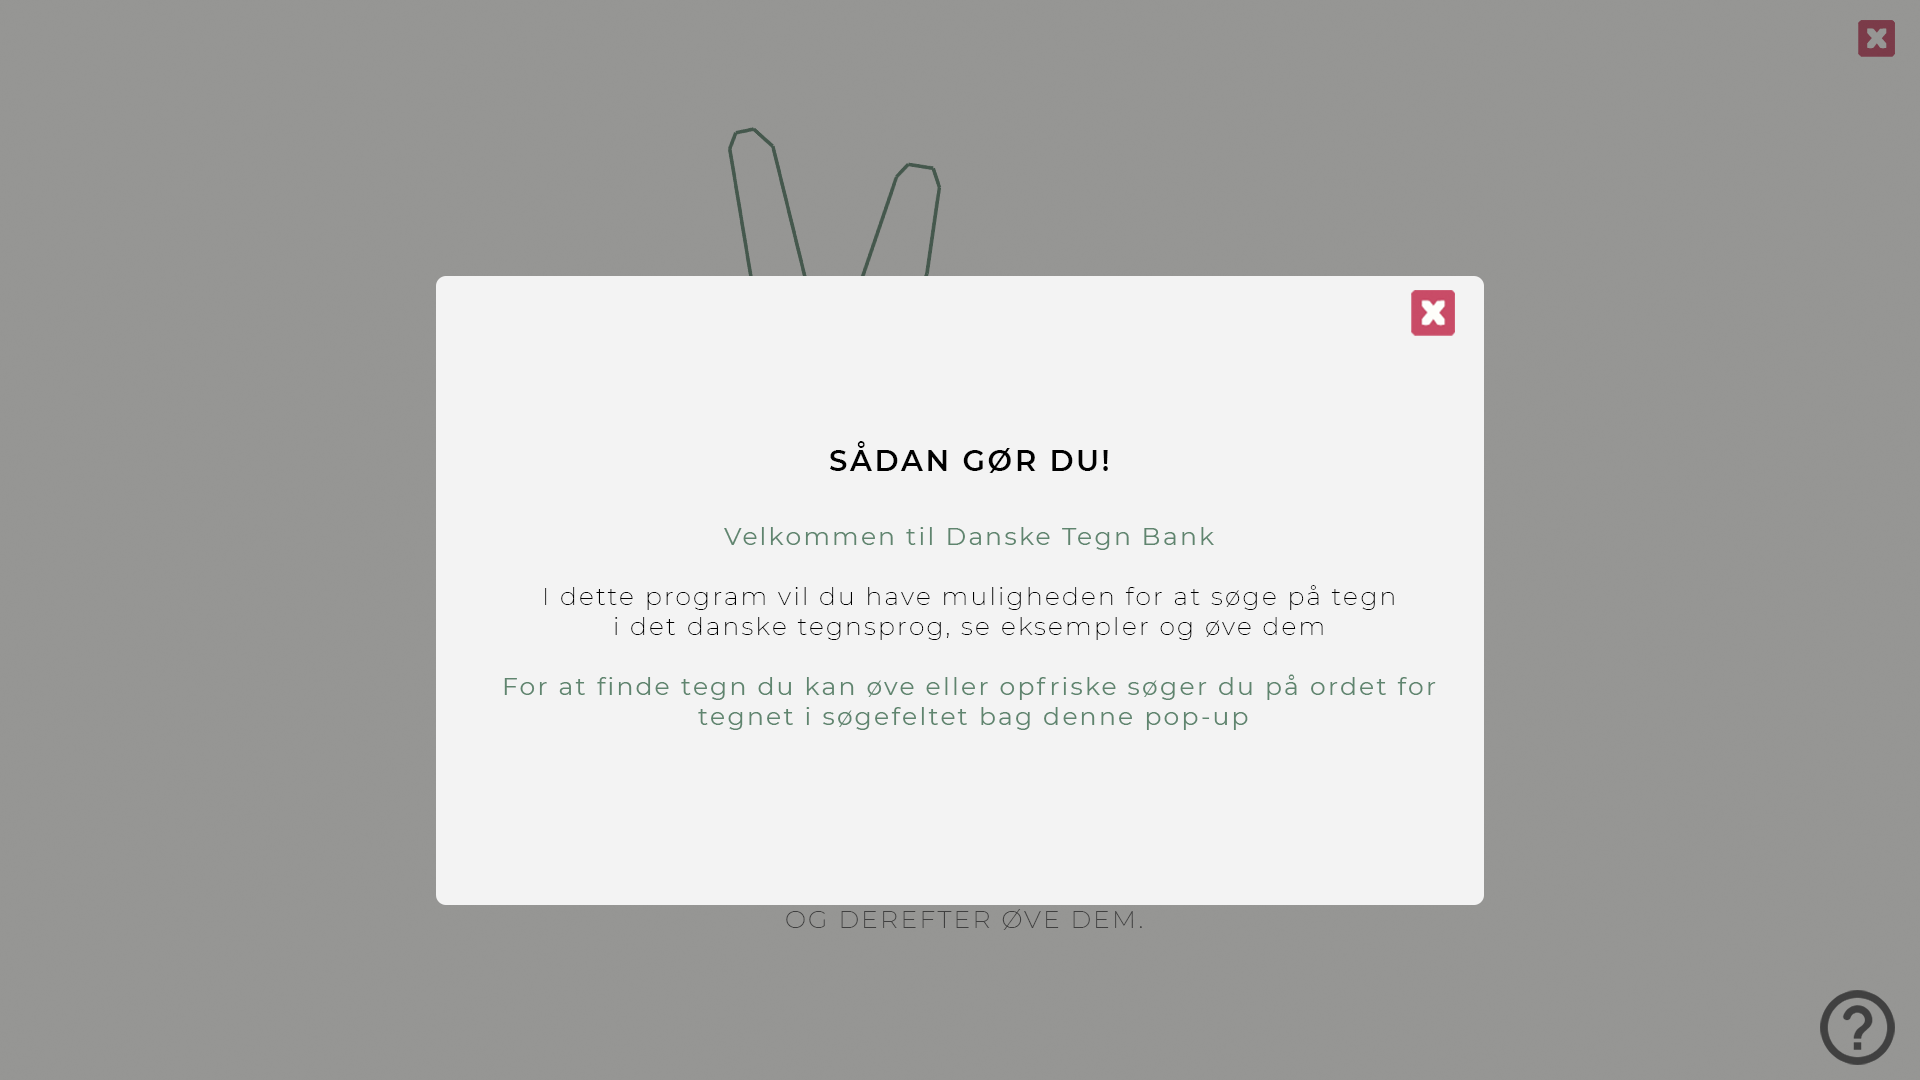 SÅDAN GØR DU!
Velkommen til Danske Tegn Bank
I dette program vil du have muligheden for at søge på tegn
i det danske tegnsprog, se eksempler og øve dem
For at finde tegn du kan øve eller opfriske søger du på ordet for
tegnet i søgefeltet bag denne pop-up
OG DEREFTER ØVE DEM.